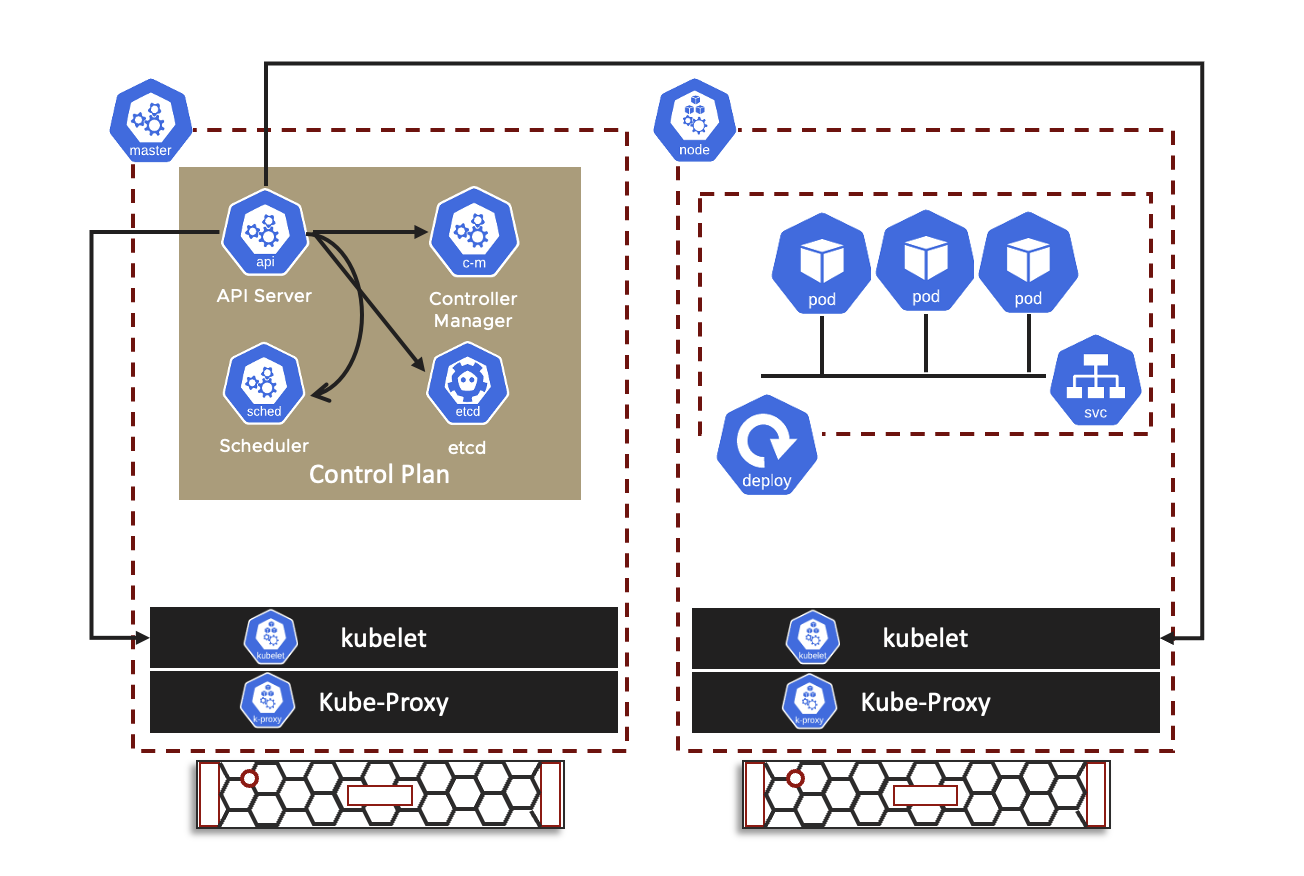 master
api
API Server
c-m
Controller
Manager
sched
Scheduler
etcd
etcd
Control Plan
kubelet
kubelet
k-proxy
Kube-Proxy
node
pod
pod
pod
svc
deploy
kubelet
kubelet
k-proxy
Kube-Proxy